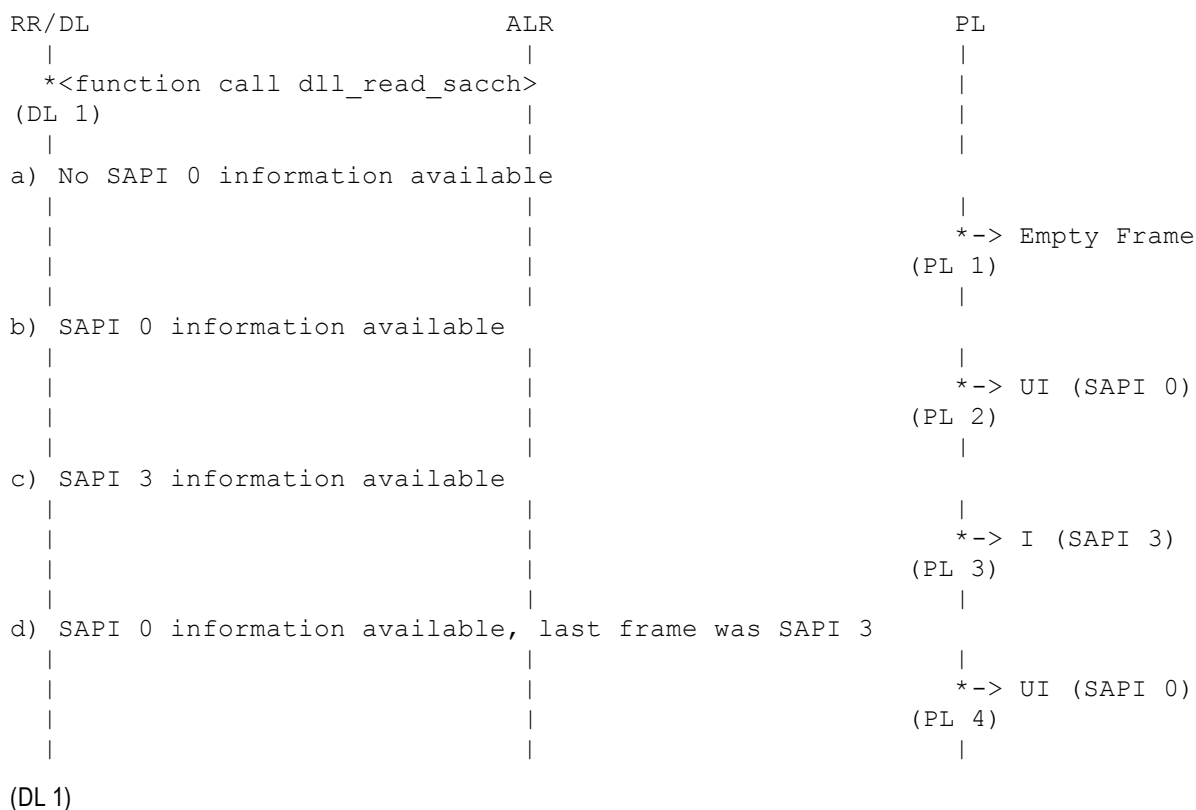 RR/DL                           ALR                        PL
  |                              |                         |
  *<function call dll_read_sacch>                          |
(DL 1)                           |                         |
  |                              |                         |
a) No SAPI 0 information available
  |                              |                         |
  |                              |                         *-> Empty Frame
  |                              |                      (PL 1)
  |                              |                         |
b) SAPI 0 information available
  |                              |                         |
  |                              |                         *-> UI (SAPI 0)
  |                              |                      (PL 2)
  |                              |                         |
c) SAPI 3 information available
  |                              |                         |
  |                              |                         *-> I (SAPI 3)
  |                              |                      (PL 3)
  |                              |                         |
d) SAPI 0 information available, last frame was SAPI 3
  |                              |                         |
  |                              |                         *-> UI (SAPI 0)
  |                              |                      (PL 4)
  |                              |                         |
(DL 1)